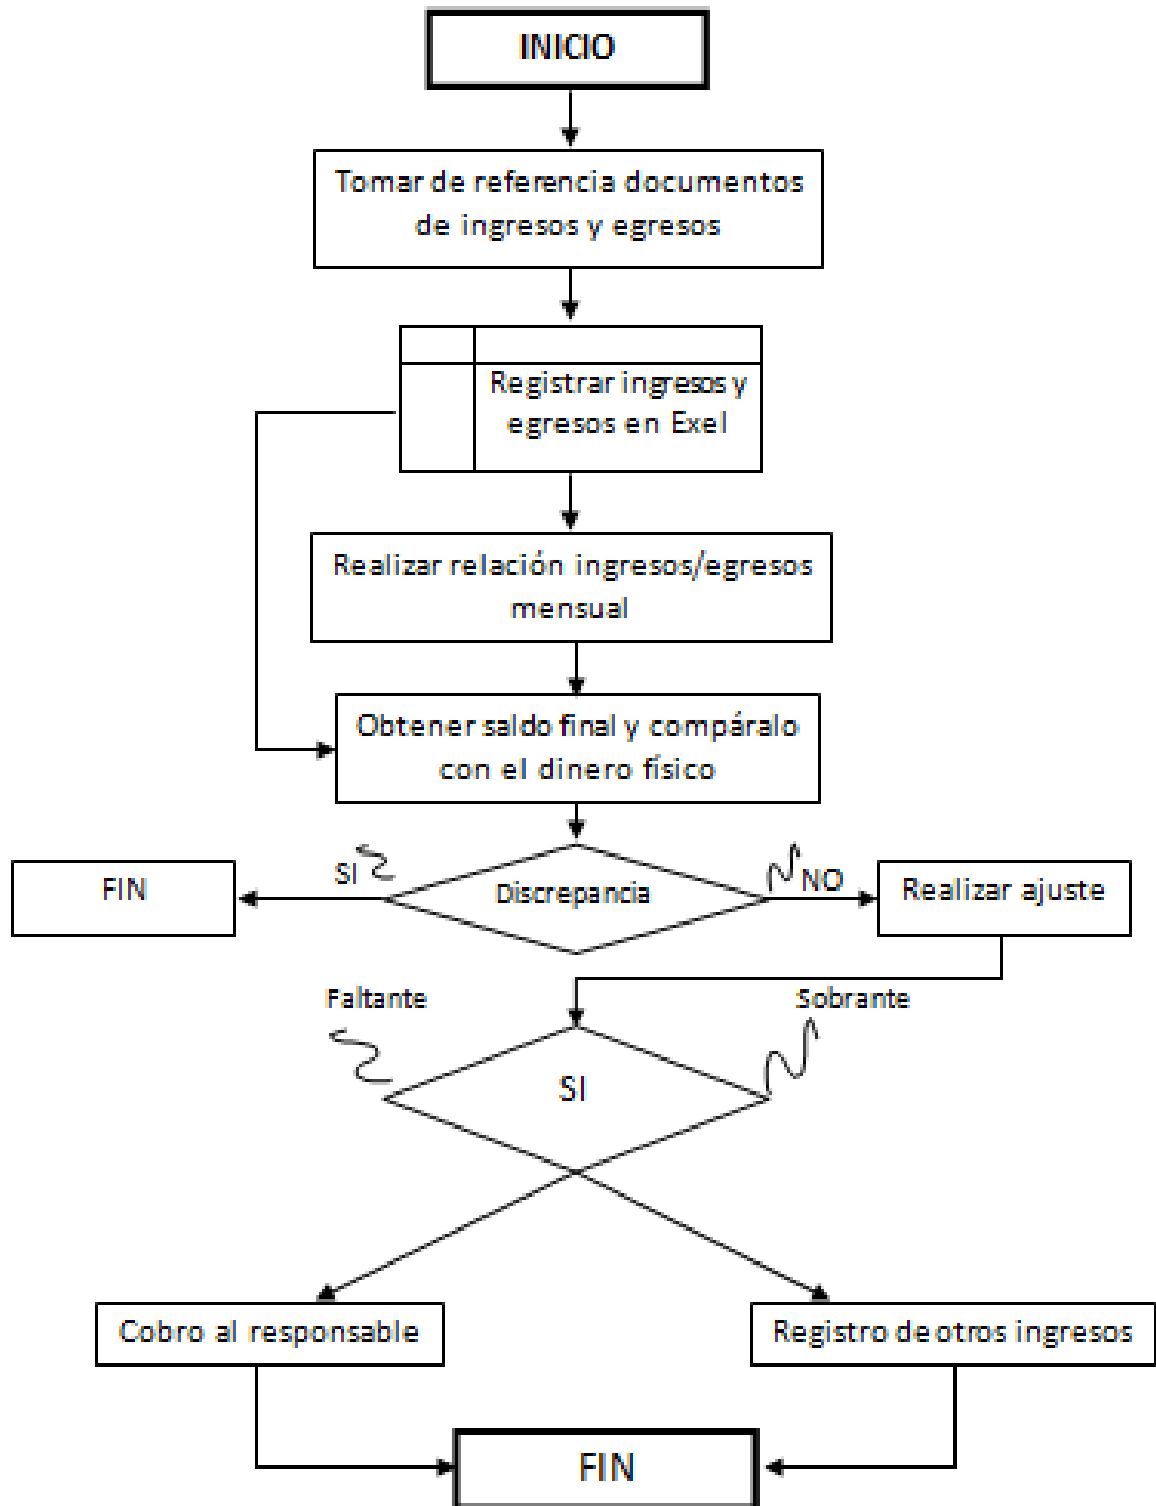 INICIO
Tomar de referencia documentos
de ingresos y egresos
Registrar ingresos y
egresos en Exel
Realizar relación ingresos/egresos
mensual
Obtener saldo final y compáralo
con el dinero físico
FIN
SI
Discrepancia
NO
Realizar ajuste
Faltante
Sobrante
SI
Cobro al responsable
Registro de otros ingresos
FIN